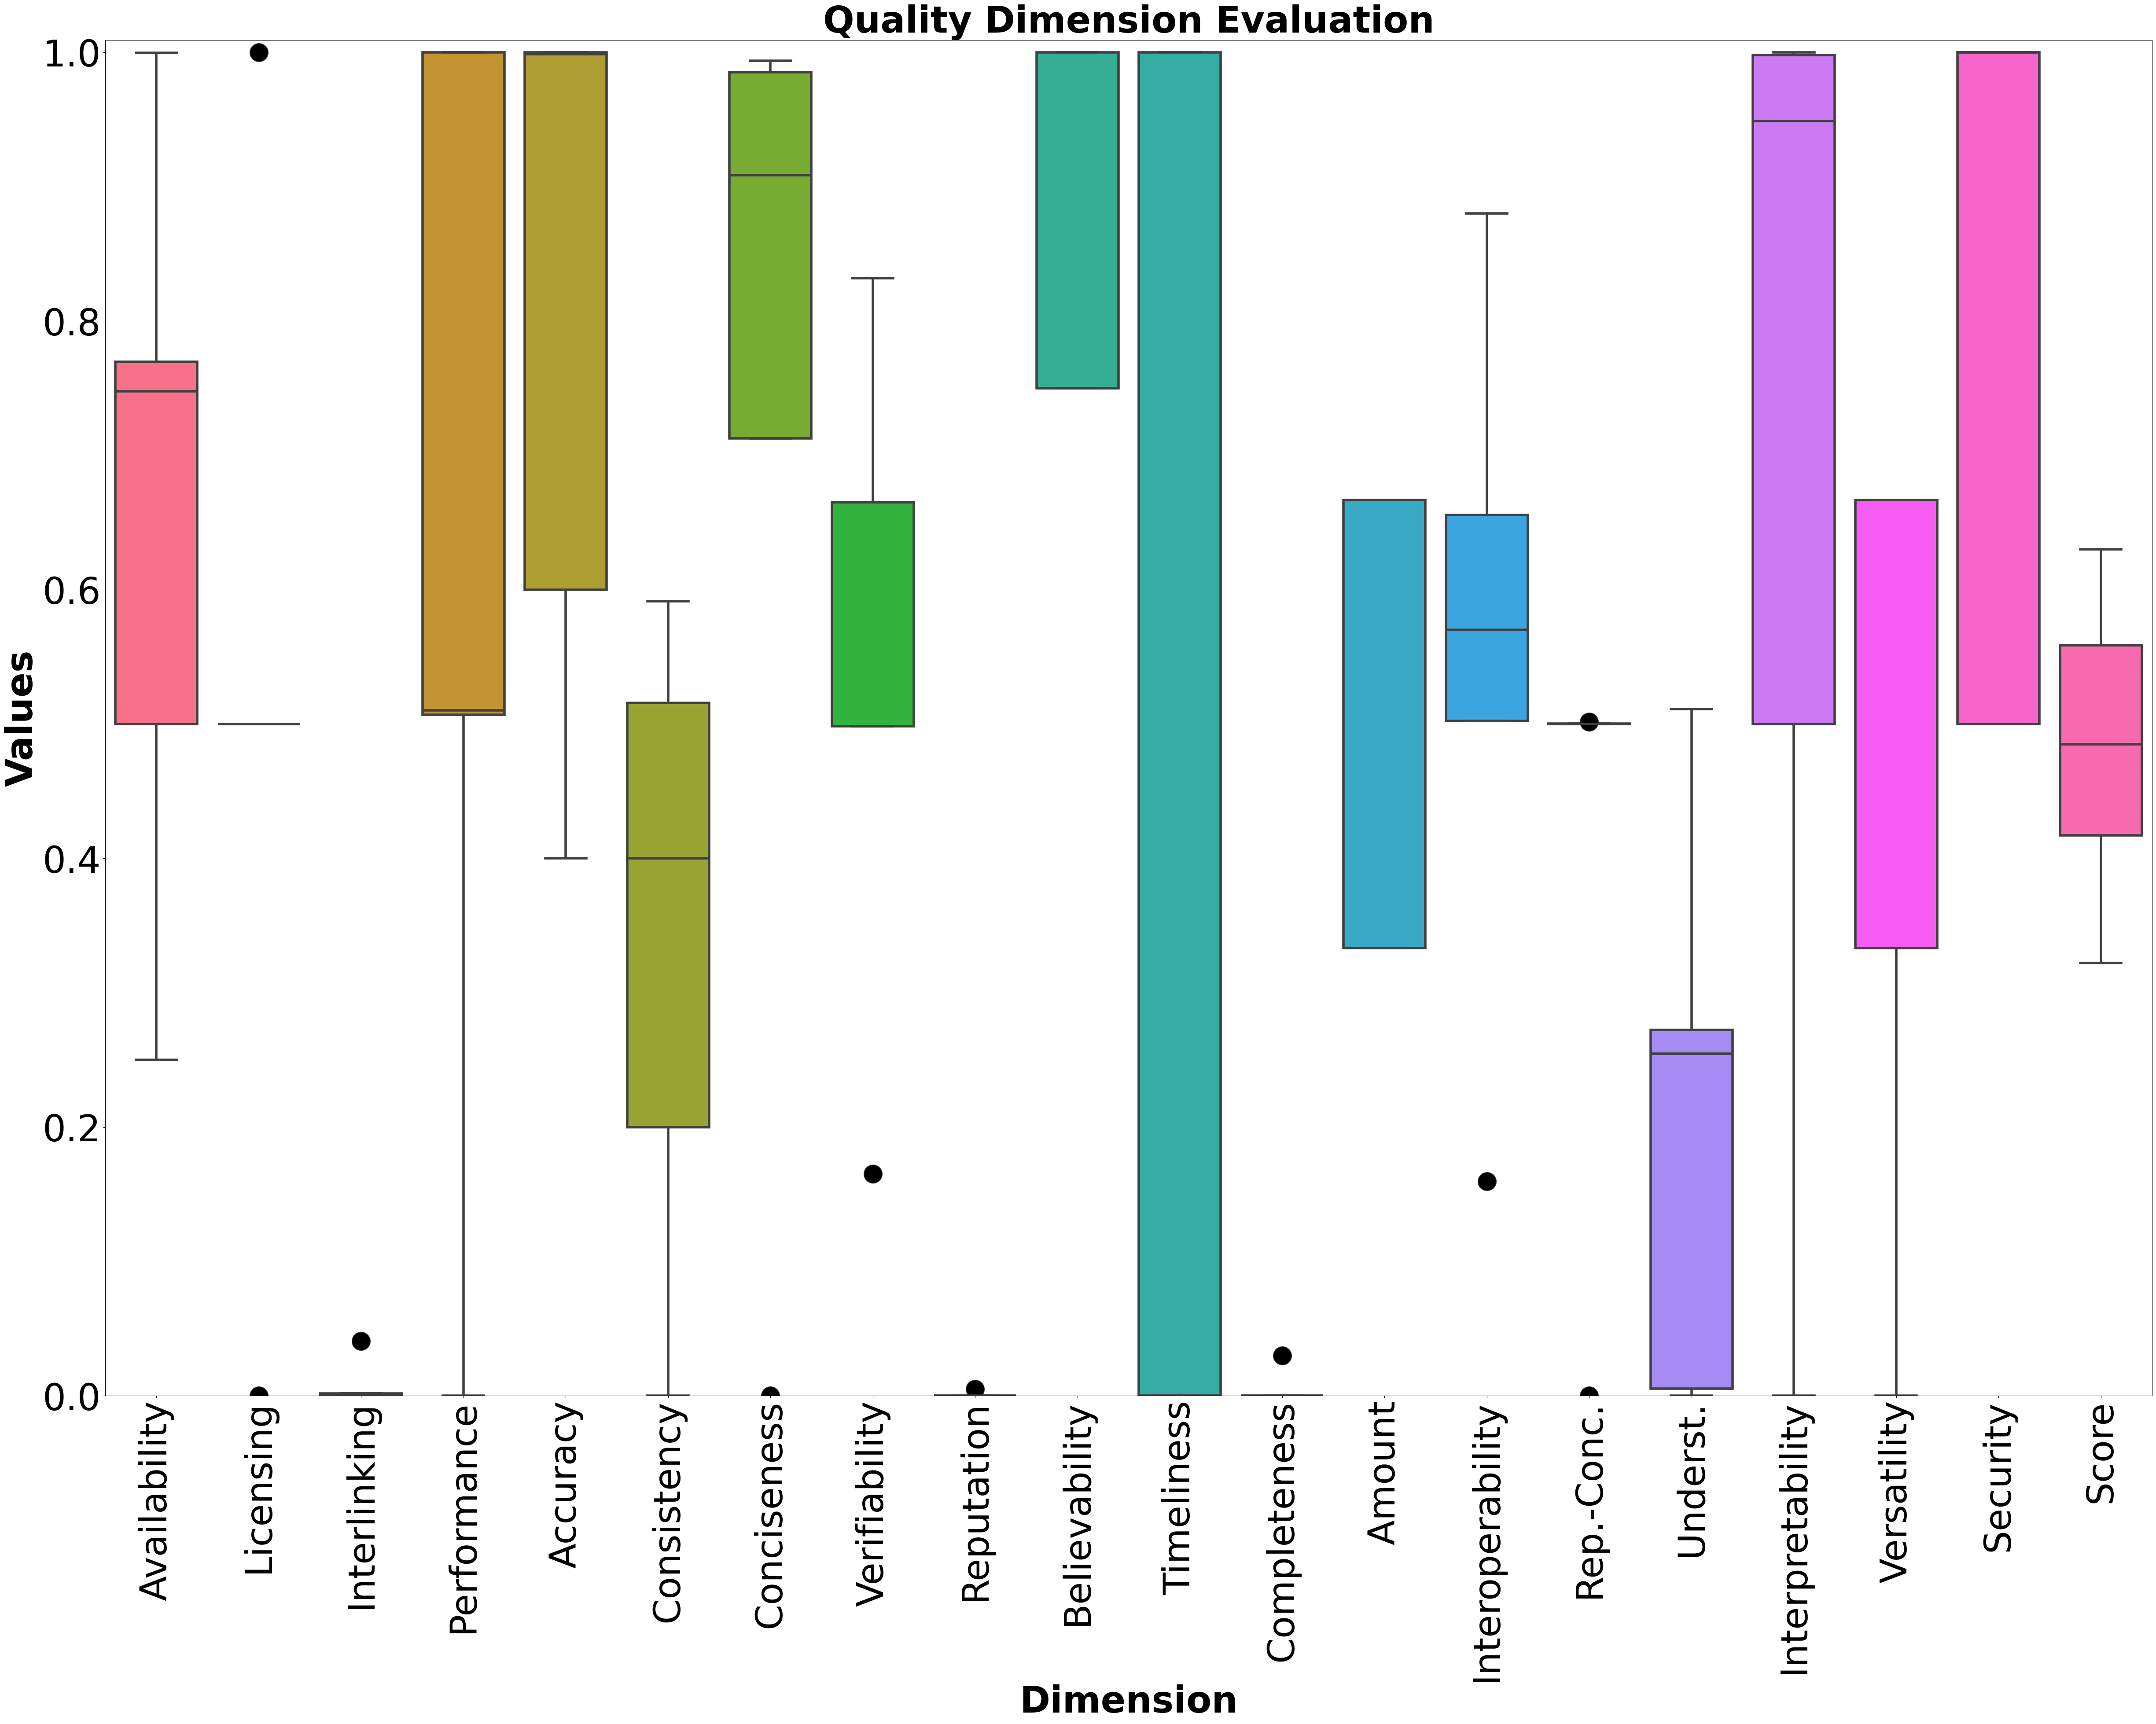 Quality Dimension Evaluation
1.0
0.8
0.6
0.4
0.2
0.0
Values
Availability
Licensing
Interlinking
Performance
Accuracy
Consistency
Conciseness
Verifiability
Reputation
Believability
Timeliness
Completeness
Amount
Interoperability
Rep.-Conc.
Underst.
Interpretability
Versatility
Security
Score
Dimension